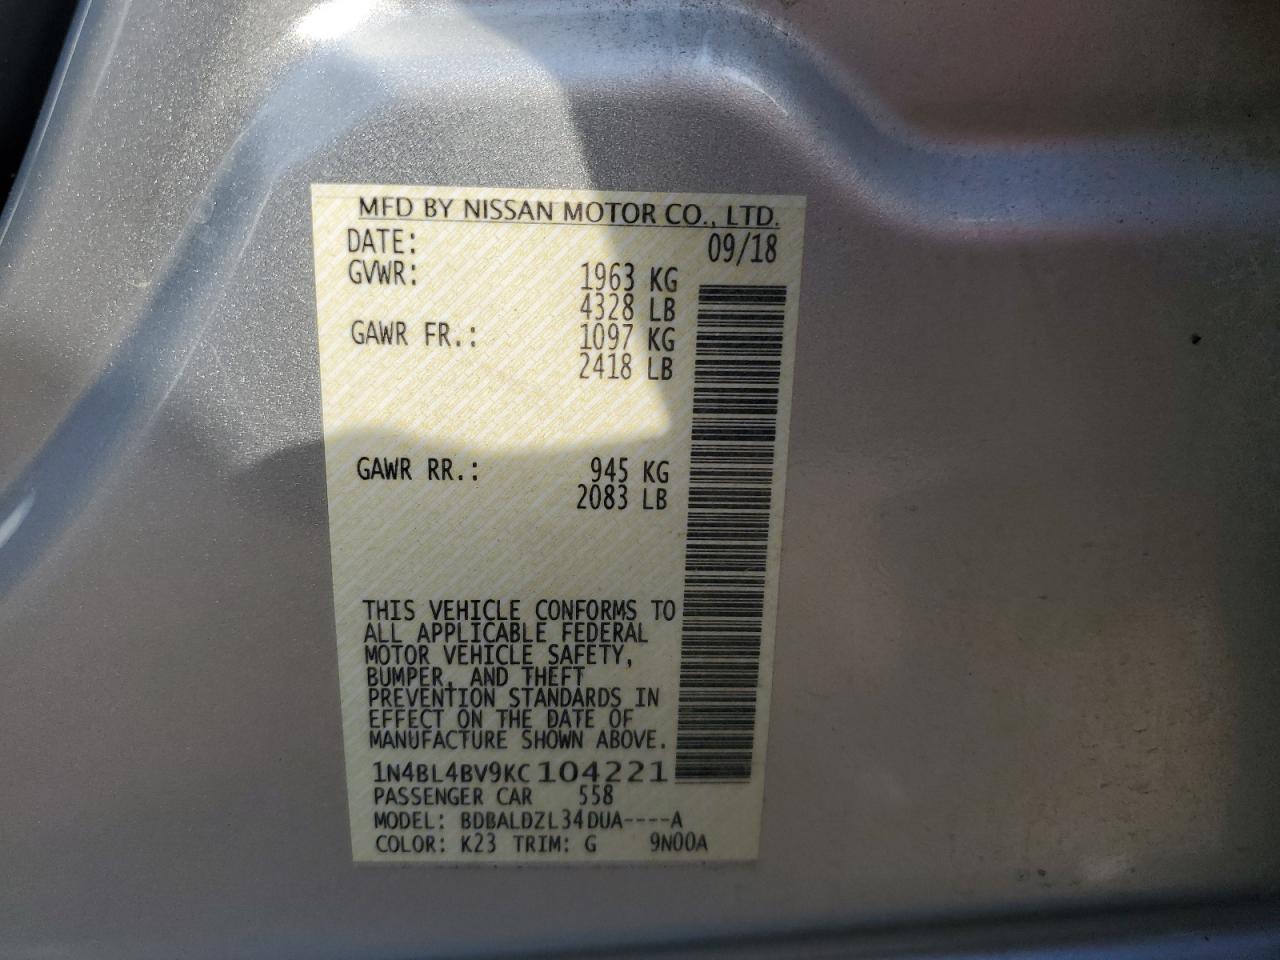 MFD BY NISSAN MOTOR CO., LTD.
DATE: 09/18
GVWR: 1963 KG
4328 LB
GAWR FR.: 1097 KG
2418 LB
GAWR RR.: 945 KG
2083 LB
THIS VEHICLE CONFORMS TO
ALL APPLICABLE FEDERAL
MOTOR VEHICLE SAFETY,
BUMPER, AND THEFT
PREVENTION STANDARDS IN
EFFECT ON THE DATE OF
MANUFACTURE SHOWN ABOVE.
1N4BL4BV9KC104221
PASSENGER CAR 558
MODEL: BDBALDZL34DUA----A
COLOR: K23 TRIM: G 9N00A